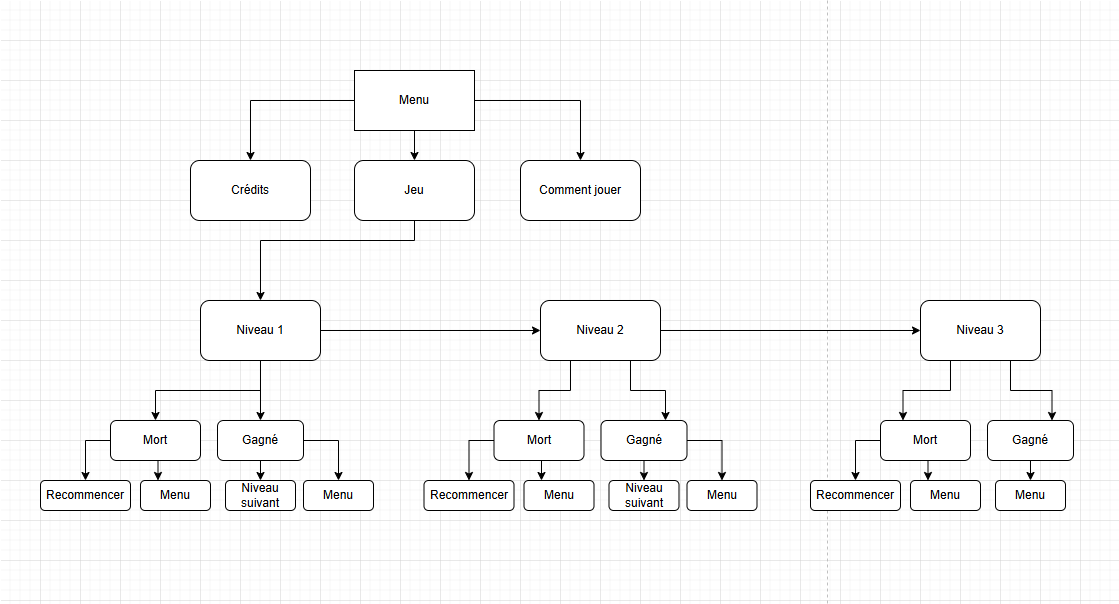 Menu
Crédits
Jeu
Comment jouer
Niveau 1
Niveau 2
Niveau 3
Mort
Gagné
Mort
Gagné
Mort
Gagné
Recommencer
Menu
Niveau
suivant
Menu
Recommencer
Menu
Niveau
suivant
Menu
Recommencer
Menu
Menu